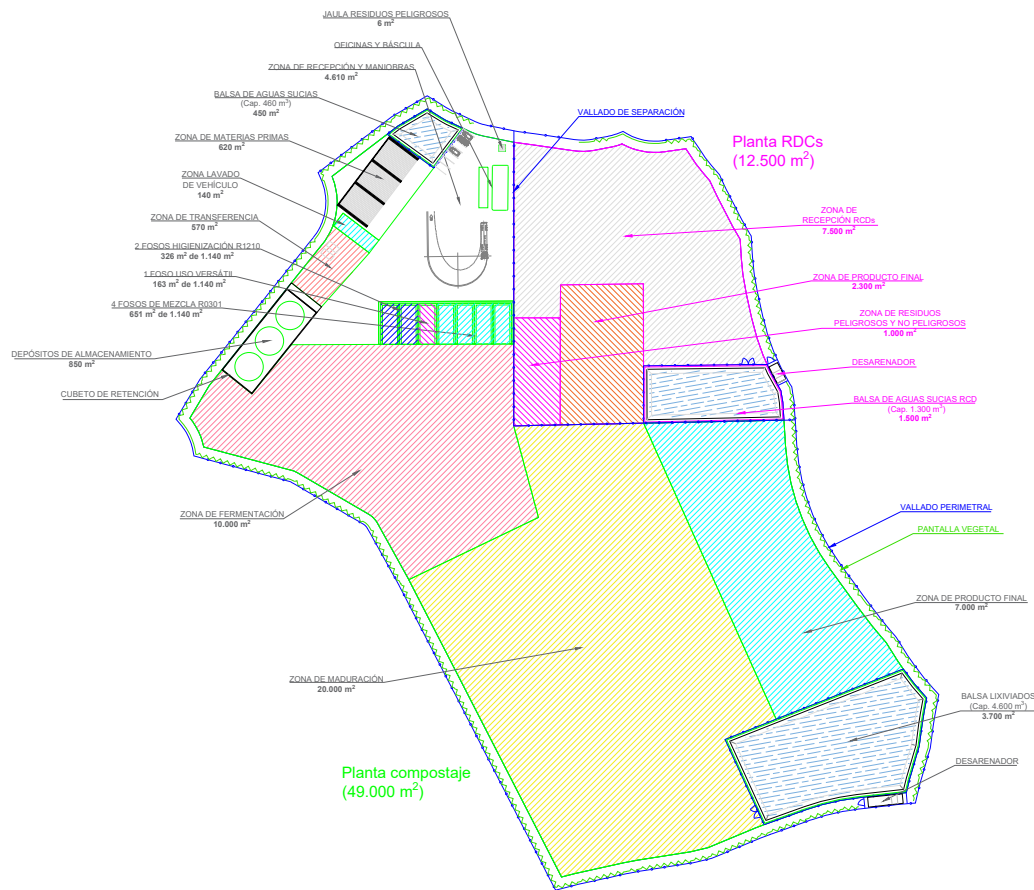 JAULA RESIDUOS PELIGROSOS
6 m²
OFICINAS Y BÁSCULA
ZONA DE RECEPCIÓN Y MANIOBRAS
4.610 m²
BALSA DE AGUAS SUCIAS
(Cap. 460 m³)
450 m²
ZONA DE MATERIAS PRIMAS
620 m²
ZONA LAVADO
DE VEHÍCULO
140 m²
ZONA DE TRANSFERENCIA
570 m²
2 FOSOS HIGIENIZACIÓN R1210
326 m² de 1.140 m²
1 FOSO USO VERSÁTIL
163 m² de 1.140 m²
4 FOSOS DE MEZCLA R0301
651 m² de 1.140 m²
DEPÓSITOS DE ALMACENAMIENTO
850 m²
CUBETO DE RETENCIÓN
ZONA DE FERMENTACIÓN
10.000 m²
ZONA DE MADURACIÓN
20.000 m²
Planta compostaje
(49.000 m²)
VALLADO DE SEPARACIÓN
Planta RDCs
(12.500 m²)
ZONA DE
RECEPCIÓN RCDs
7.500 m²
ZONA DE PRODUCTO FINAL
2.300 m²
ZONA DE RESIDUOS
PELIGROSOS Y NO PELIGROSOS
1.000 m²
DESARENADOR
BALSA DE AGUAS SUCIAS RCD
(Cap. 1.300 m³)
1.500 m²
VALLADO PERIMETRAL
PANTALLA VEGETAL
ZONA DE PRODUCTO FINAL
7.000 m²
BALSA LIXIVIADOS
(Cap. 4.600 m³)
3.700 m²
DESARENADOR